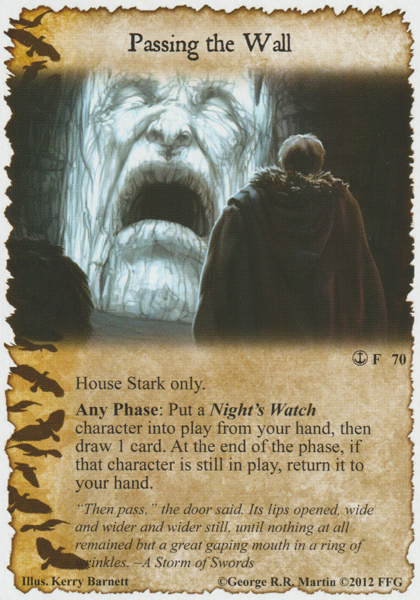 Passing the Wall
F 70
House Stark only.
Any Phase: Put a Night's Watch
character into play from your hand, then
draw 1 card. At the end of the phase, if
that character is still in play, return it to
your hand.
"Then pass," the door said. Its lips opened, wide
and wider and wider still, until nothing at all
remained but a great gaping mouth in a ring of
wrinkles. –A Storm of Swords
Illus. Kerry Barnett ©George R.R. Martin ©2012 FFG